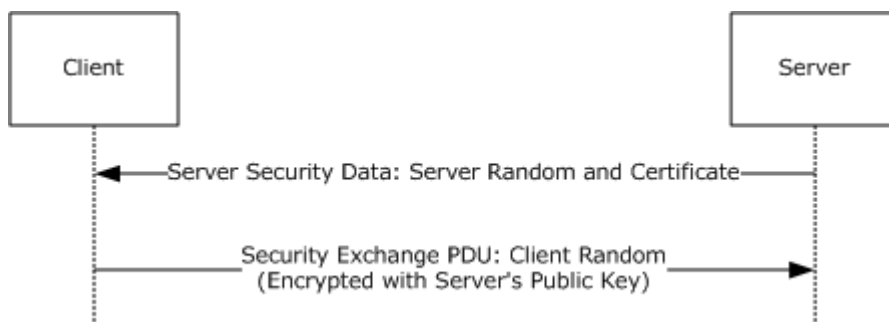 Client
Server
Server Security Data: Server Random and Certificate
Security Exchange PDU: Client Random
(Encrypted with Server's Public Key)